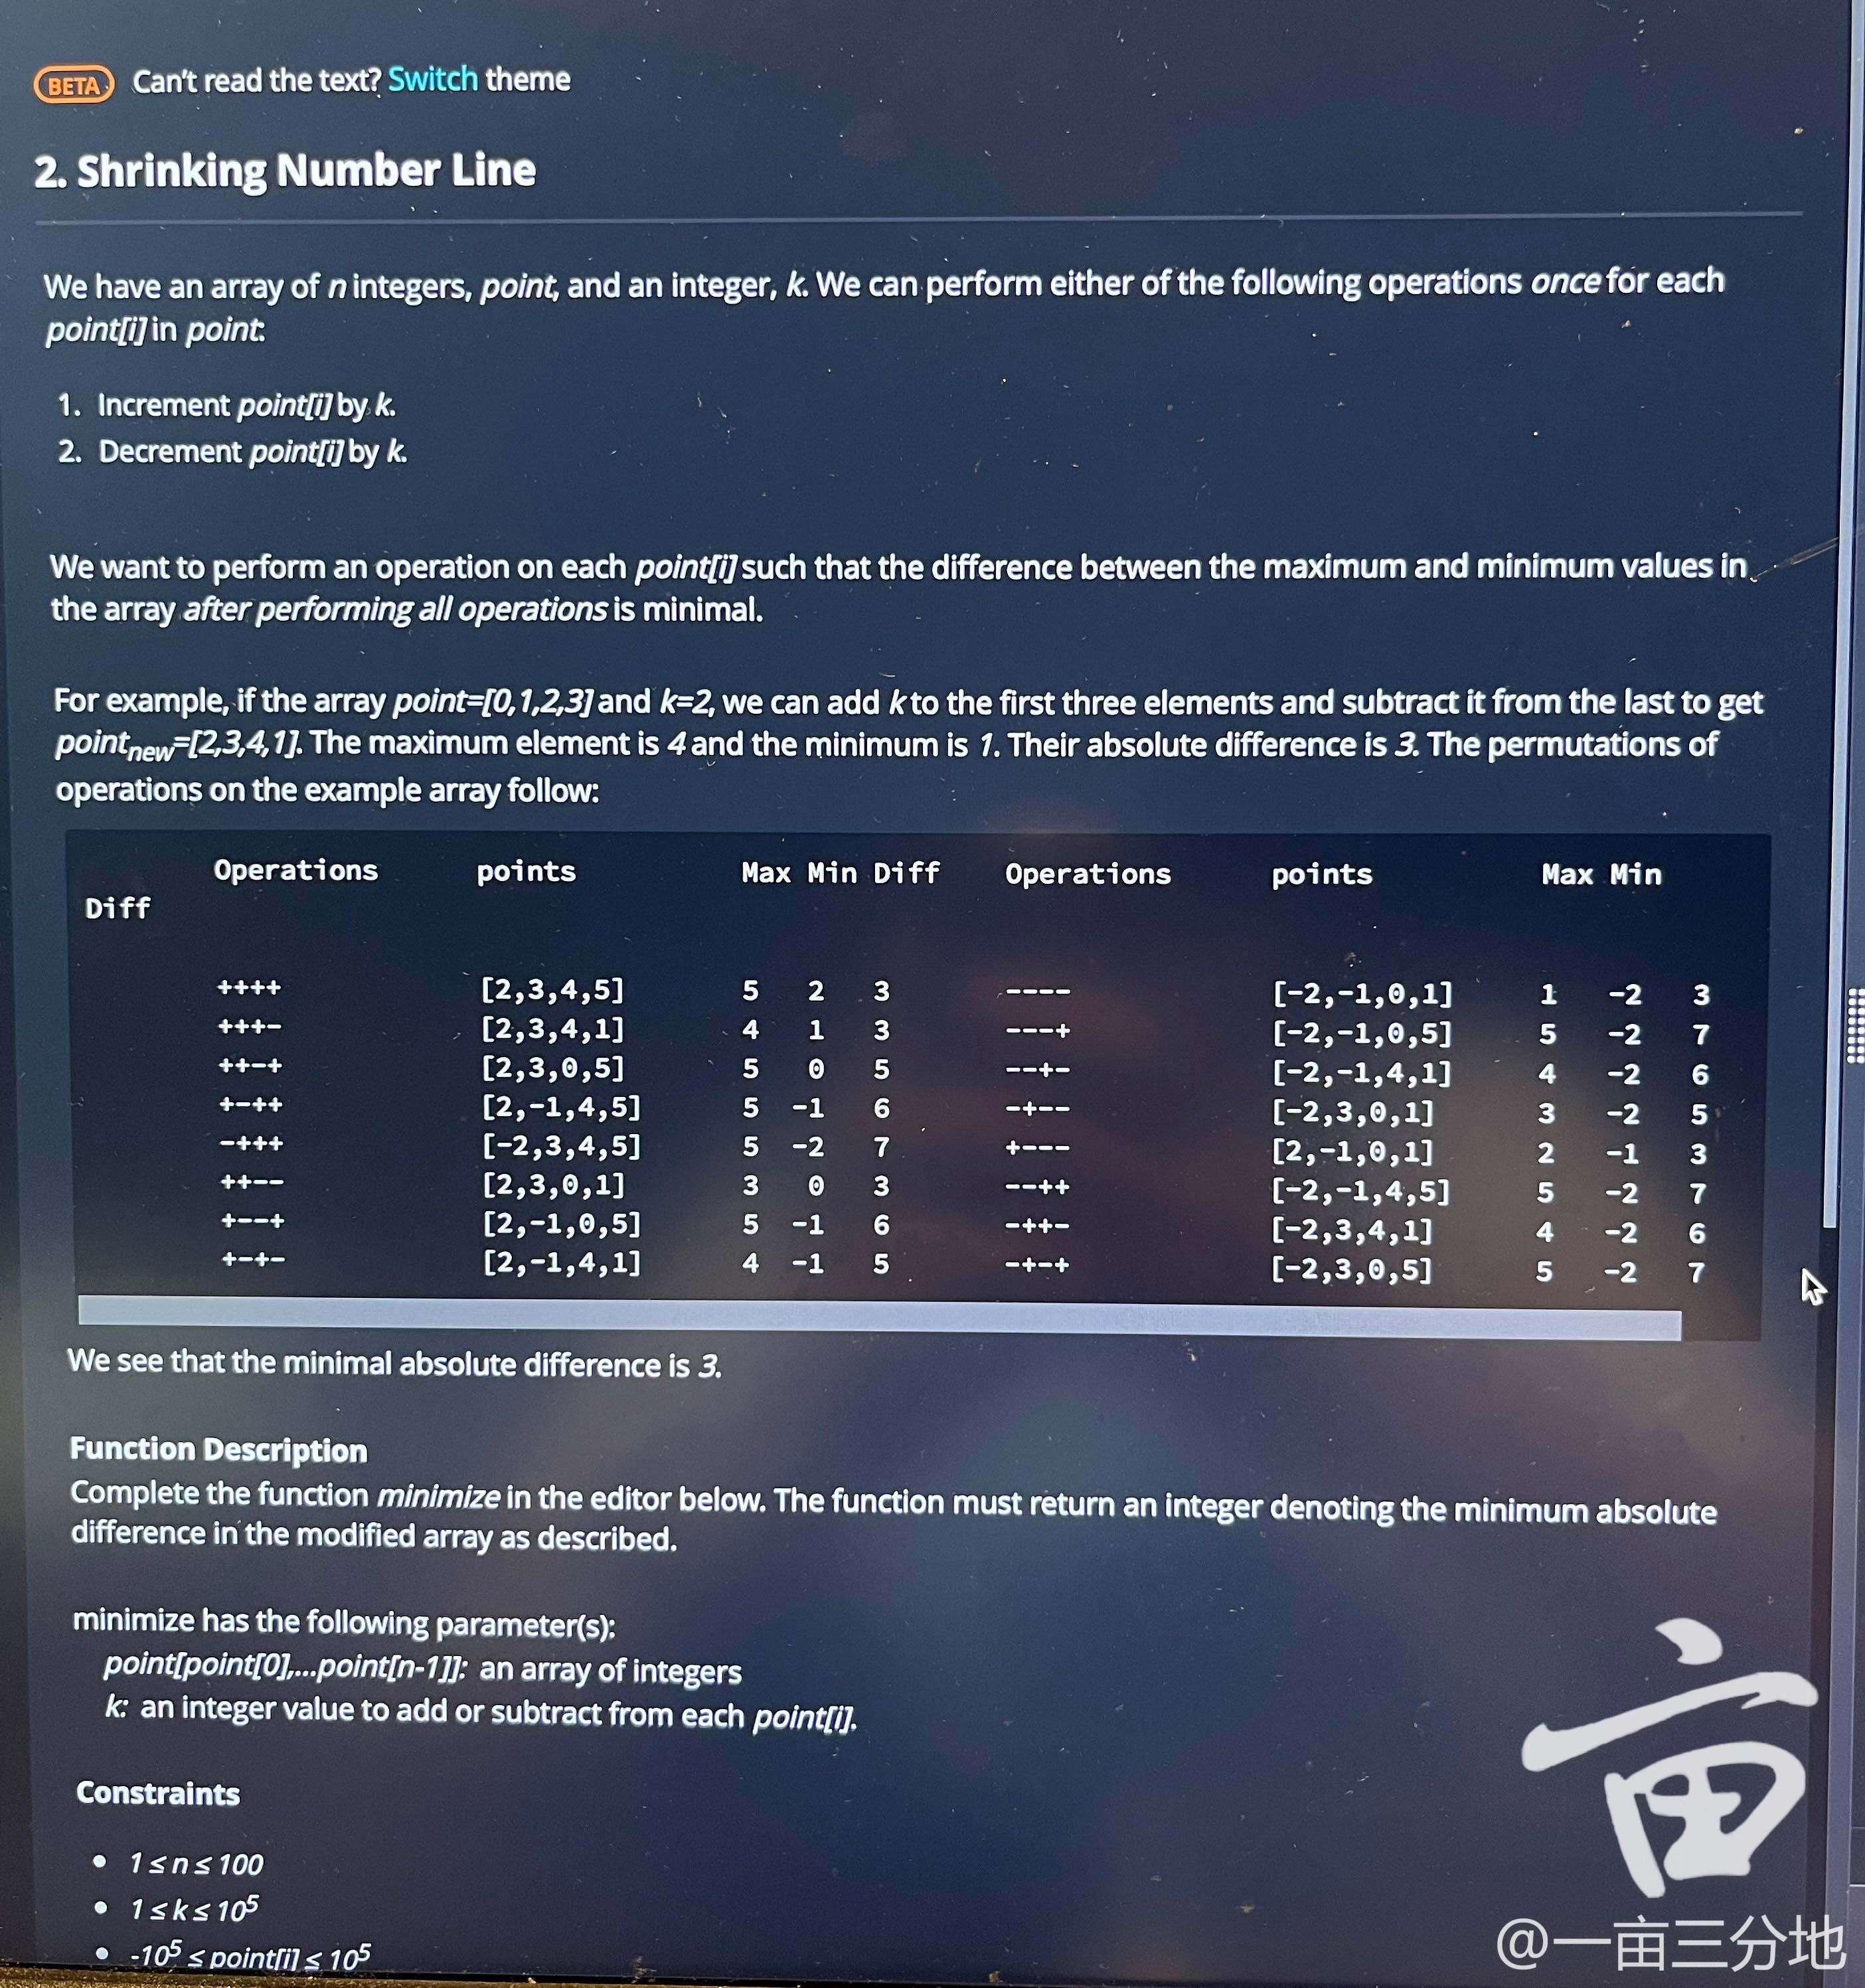 BETA Can't read the text? Switch theme
2. Shrinking Number Line
We have an array of n integers, point, and an integer, k. We can perform either of the following operations once for each
point[i] in point:
1. Increment point[i] by k.
2. Decrement point[i] by k.
We want to perform an operation on each point[i] such that the difference between the maximum and minimum values in
the array after performing all operations is minimal.
For example, if the array point=[0,1,2,3] and k=2, we can add k to the first three elements and subtract it from the last to get
pointnew=[2,3,4,1]. The maximum element is 4 and the minimum is 1. Their absolute difference is 3. The permutations of
operations on the example array follow:
Operations points Max Min Diff Operations points Max Min
Diff
++++ [2,3,4,5] 5 2 3 ---- [-2,-1,0,1] 1 -2 3
+++- [2,3,4,1] 4 1 3 ---+ [-2,-1,0,5] 5 -2 7
++-+ [2,3,0,5] 5 0 5 --+- [-2,-1,4,1] 4 -2 6
+-++ [2,-1,4,5] 5 -1 6 -+-- [-2,3,0,1] 3 -2 5
-+++ [-2,3,4,5] 5 -2 7 +--- [2,-1,0,1] 2 -1 3
++-- [2,3,0,1] 3 0 3 --++ [-2,-1,4,5] 5 -2 7
+--+ [2,-1,0,5] 5 -1 6 -++- [-2,3,4,1] 4 -2 6
+-+- [2,-1,4,1] 4 -1 5 -+-+ [-2,3,0,5] 5 -2 7
We see that the minimal absolute difference is 3.
Function Description
Complete the function minimize in the editor below. The function must return an integer denoting the minimum absolute
difference in the modified array as described.
minimize has the following parameter(s):
point[point[0],...point[n-1]]: an array of integers
k: an integer value to add or subtract from each point[i].
Constraints
• 1 ≤ n ≤ 100
• 1 ≤ k ≤ 10⁵
• -10⁵ ≤ point[i] ≤ 10⁵
亩
@一亩三分地